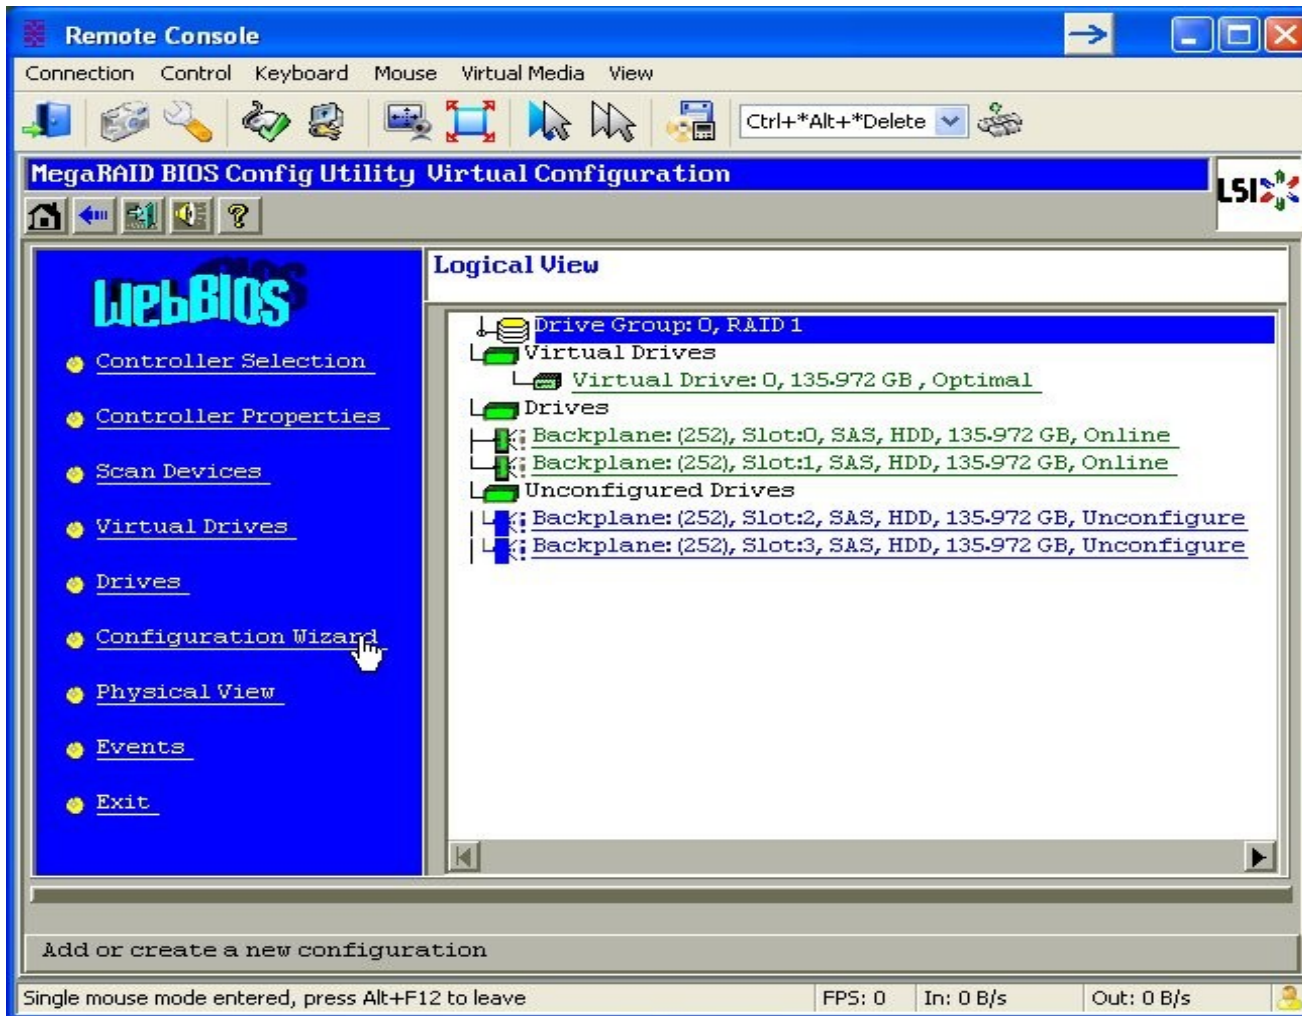 Remote Console
Connection Control Keyboard Mouse Virtual Media View
Ctrl+*Alt+*Delete
MegaRAID BIOS Config Utility Virtual Configuration
LSI
WebBIOS
Controller Selection
Controller Properties
Scan Devices
Virtual Drives
Drives
Configuration Wizard
Physical View
Events
Exit
Logical View
Drive Group: 0, RAID 1
Virtual Drives
Virtual Drive: 0, 135.972 GB , Optimal
Drives
Backplane: (252), Slot:0, SAS, HDD, 135.972 GB, Online
Backplane: (252), Slot:1, SAS, HDD, 135.972 GB, Online
Unconfigured Drives
Backplane: (252), Slot:2, SAS, HDD, 135.972 GB, Unconfigure
Backplane: (252), Slot:3, SAS, HDD, 135.972 GB, Unconfigure
Add or create a new configuration
Single mouse mode entered, press Alt+F12 to leave FPS: 0 In: 0 B/s Out: 0 B/s